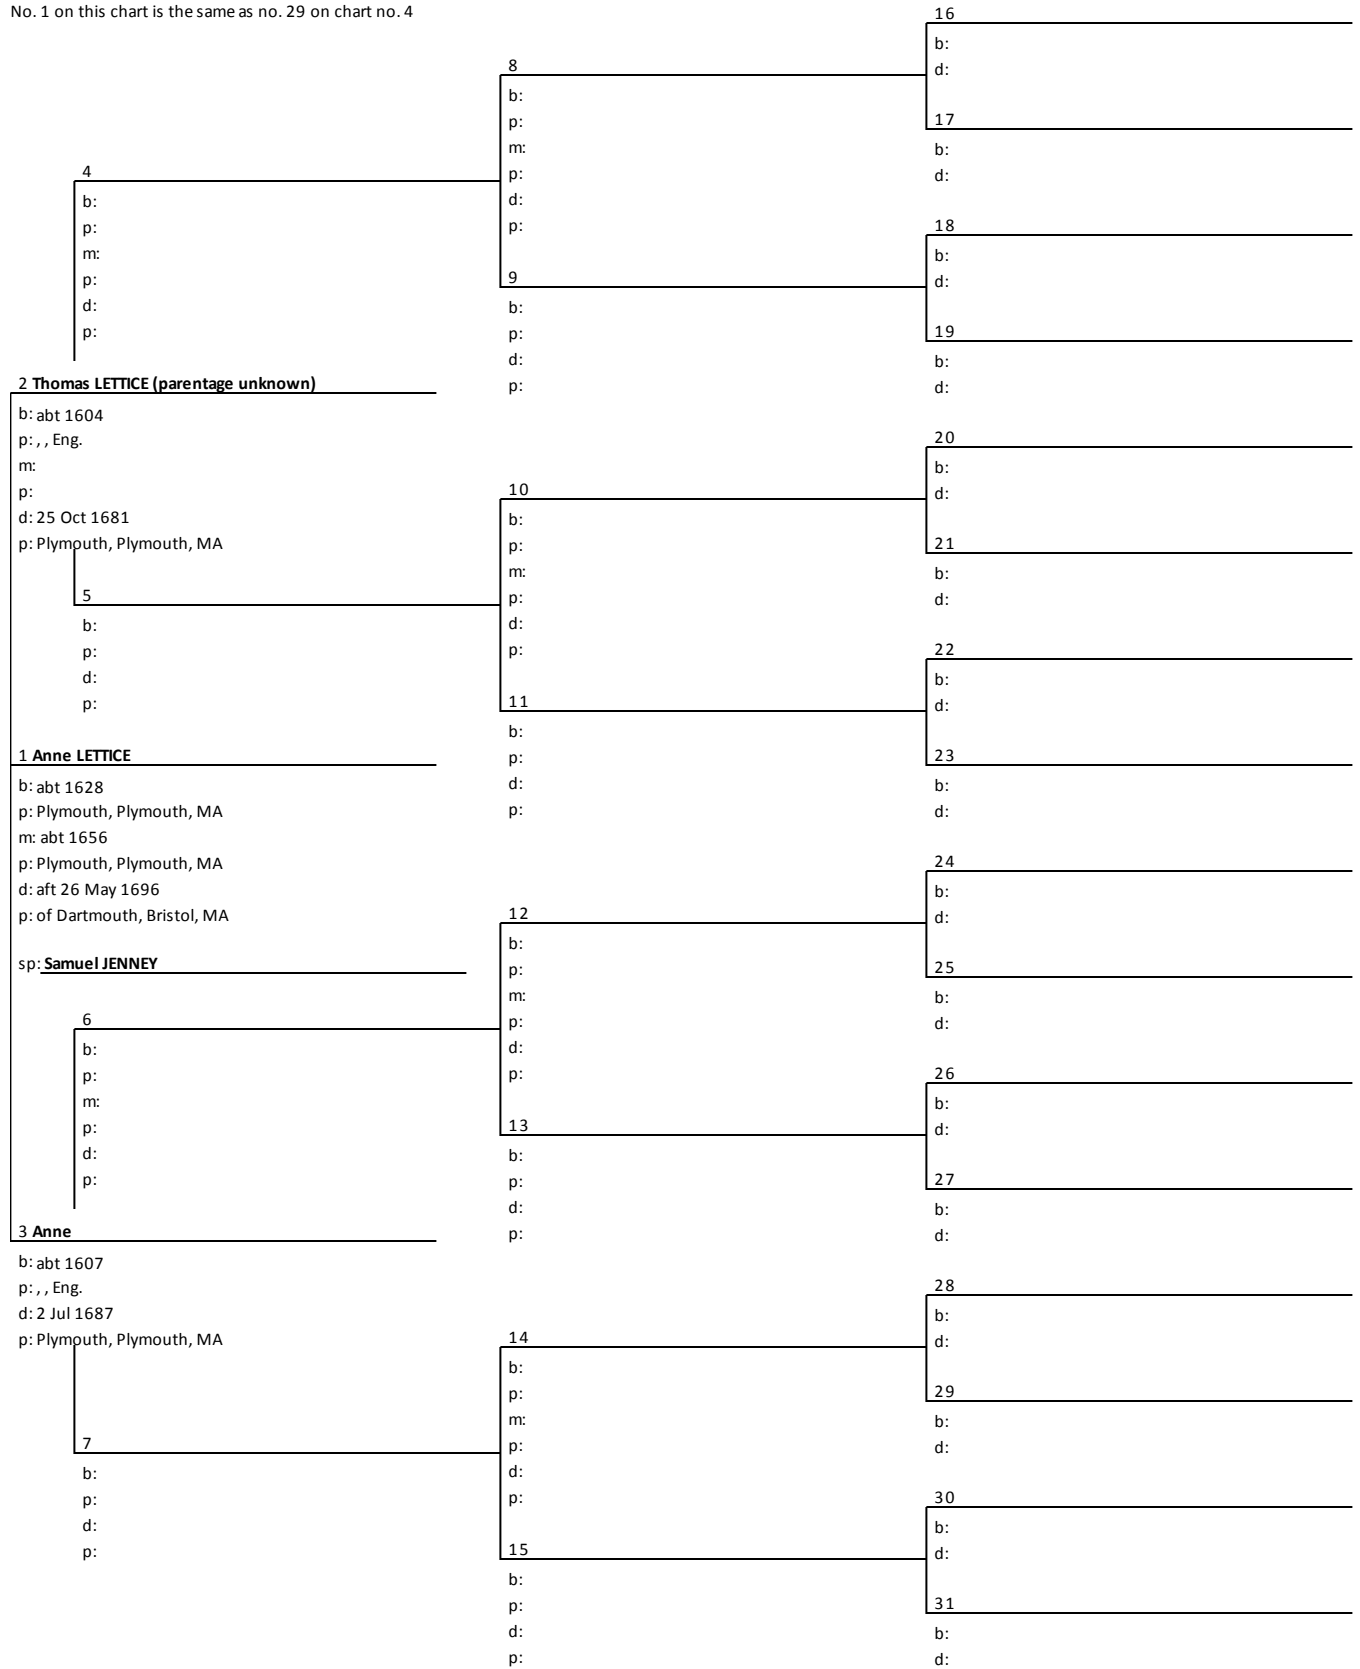 No. 1 on this chart is the same as no. 29 on chart no. 4
4
b:
p:
m:
p:
d:
p:
2 Thomas LETTICE (parentage unknown)
b: abt 1604
p: , , Eng.
m:
p:
d: 25 Oct 1681
p: Plymouth, Plymouth, MA
5
b:
p:
d:
p:
1 Anne LETTICE
b: abt 1628
p: Plymouth, Plymouth, MA
m: abt 1656
p: Plymouth, Plymouth, MA
d: aft 26 May 1696
p: of Dartmouth, Bristol, MA
sp: Samuel JENNEY
6
b:
p:
m:
p:
d:
p:
3 Anne
b: abt 1607
p: , , Eng.
d: 2 Jul 1687
p: Plymouth, Plymouth, MA
7
b:
p:
d:
p:
8
b:
p:
m:
p:
d:
p:
9
b:
p:
d:
p:
10
b:
p:
m:
p:
d:
p:
11
b:
p:
d:
p:
12
b:
p:
m:
p:
d:
p:
13
b:
p:
d:
p:
14
b:
p:
m:
p:
d:
p:
15
b:
p:
d:
p:
16
b:
d:
17
b:
d:
18
b:
d:
19
b:
d:
20
b:
d:
21
b:
d:
22
b:
d:
23
b:
d:
24
b:
d:
25
b:
d:
26
b:
d:
27
b:
d:
28
b:
d:
29
b:
d:
30
b:
d:
31
b:
d: